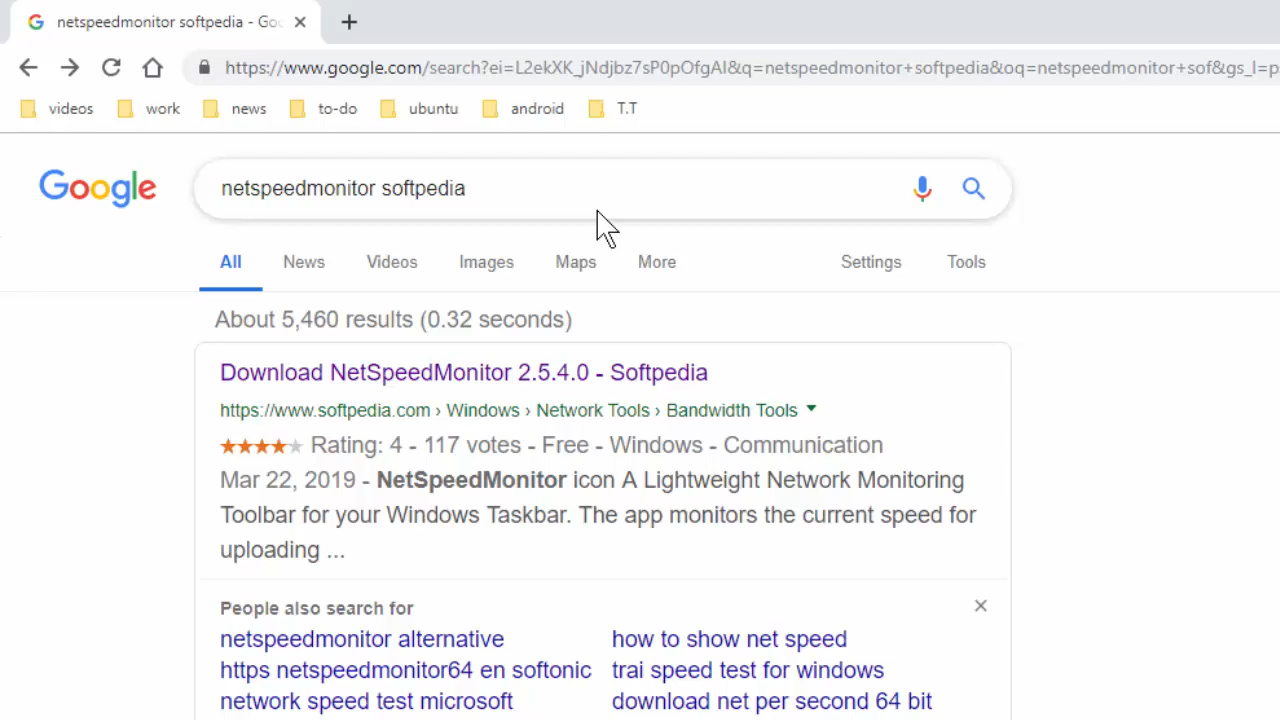 netspeedmonitor softpedia - Goo
https://www.google.com/search?ei=L2ekXK_jNdjbz7sP0pOfgAI&q=netspeedmonitor+softpedia&oq=netspeedmonitor+sof&gs_l=p
videos work news to-do ubuntu android T.T
Google netspeedmonitor softpedia
All News Videos Images Maps More Settings Tools
About 5,460 results (0.32 seconds)
Download NetSpeedMonitor 2.5.4.0 - Softpedia
https://www.softpedia.com › Windows › Network Tools › Bandwidth Tools
Rating: 4 - 117 votes - Free - Windows - Communication
Mar 22, 2019 - NetSpeedMonitor icon A Lightweight Network Monitoring
Toolbar for your Windows Taskbar. The app monitors the current speed for
uploading ...
People also search for
netspeedmonitor alternative how to show net speed
https netspeedmonitor64 en softonic trai speed test for windows
network speed test microsoft download net per second 64 bit